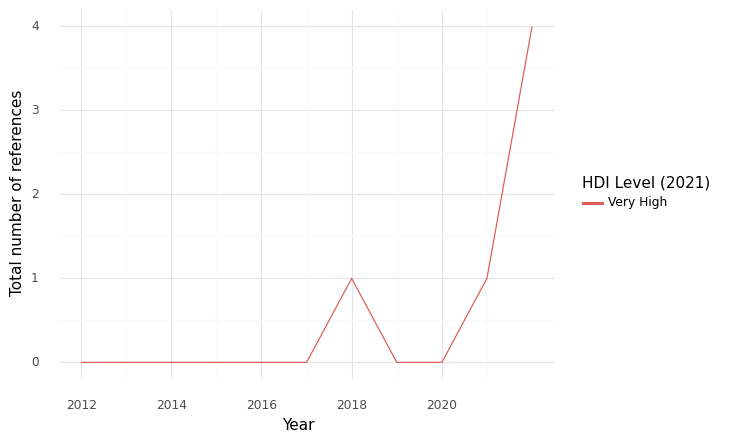 4
3
2
1
0
Total number of references
2012 2014 2016 2018 2020
Year
HDI Level (2021)
Very High